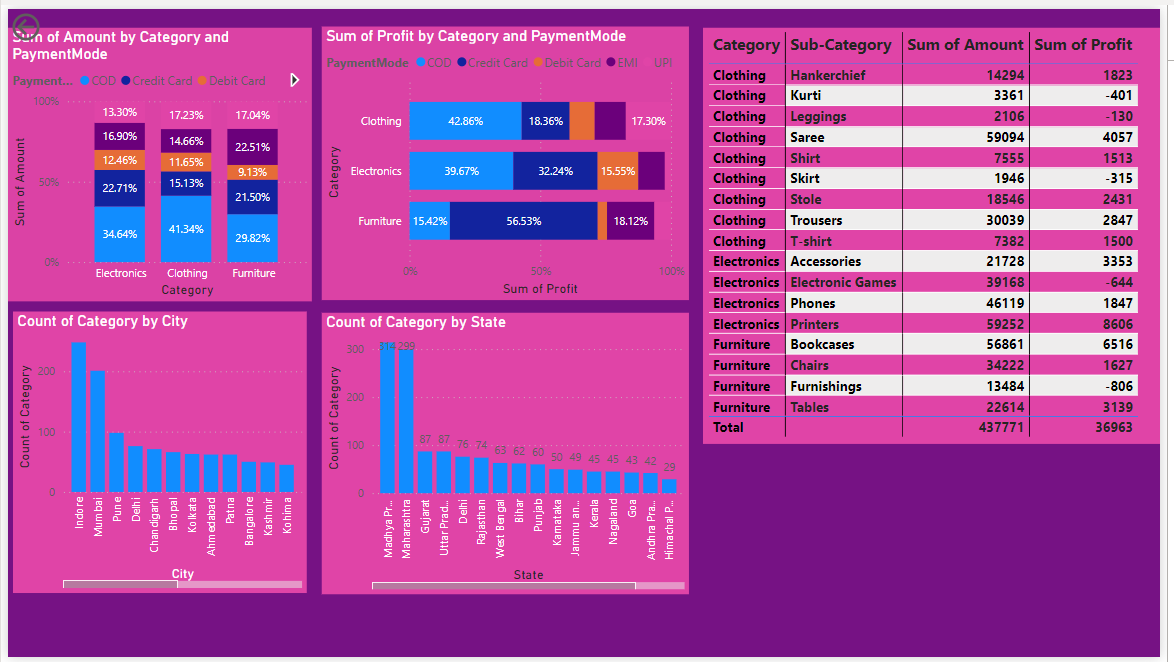 Sum of Amount by Category and
PaymentMode
Payment... COD Credit Card Debit Card
Sum of Amount
100%
50%
0%
13.30% 17.23% 17.04%
16.90% 14.66% 22.51%
12.46% 11.65% 9.13%
22.71% 15.13% 21.50%
34.64% 41.34% 29.82%
Electronics Clothing Furniture
Category
Sum of Profit by Category and PaymentMode
PaymentMode COD Credit Card Debit Card EMI UPI
Category
Clothing 42.86% 18.36% 17.30%
Electronics 39.67% 32.24% 15.55%
Furniture 15.42% 56.53% 18.12%
0% 50% 100%
Sum of Profit
Category Sub-Category Sum of Amount Sum of Profit
Clothing Hankerchief 14294 1823
Clothing Kurti 3361 -401
Clothing Leggings 2106 -130
Clothing Saree 59094 4057
Clothing Shirt 7555 1513
Clothing Skirt 1946 -315
Clothing Stole 18546 2431
Clothing Trousers 30039 2847
Clothing T-shirt 7382 1500
Electronics Accessories 21728 3353
Electronics Electronic Games 39168 -644
Electronics Phones 46119 1847
Electronics Printers 59252 8606
Furniture Bookcases 56861 6516
Furniture Chairs 34222 1627
Furniture Furnishings 13484 -806
Furniture Tables 22614 3139
Total 437771 36963
Count of Category by City
Count of Category
200
100
0
Indore
Mumbai
Pune
Delhi
Chandigarh
Bhopal
Kolkata
Ahmedabad
Patna
Bangalore
Kashmir
Kohima
City
Count of Category by State
Count of Category
300
200
100
0
314 299 87 87 76 74 63 62 60 50 49 45 45 43 42 29
Madhya Pr...
Maharashtra
Gujarat
Uttar Prad...
Delhi
Rajasthan
West Bengal
Bihar
Punjab
Karnataka
Jammu an...
Kerala
Nagaland
Goa
Andhra Pra...
Himachal P...
State